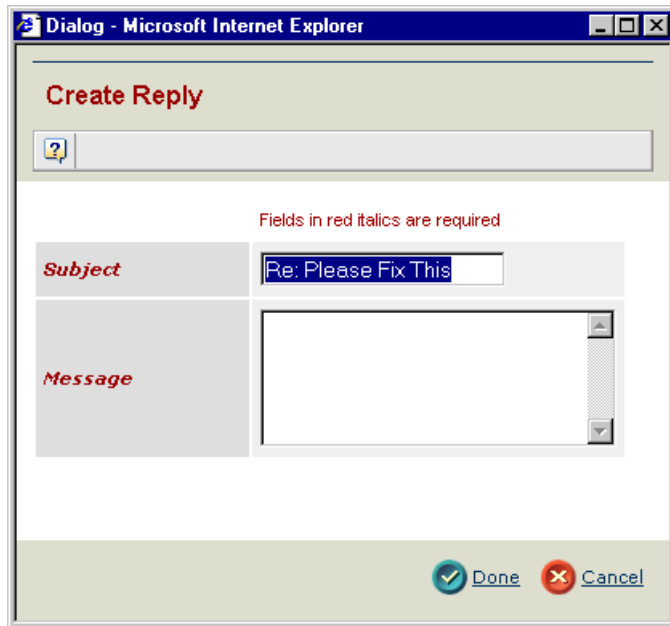 Dialog - Microsoft Internet Explorer
Create Reply
?
Fields in red italics are required
Subject
Re: Please Fix This
Message
Done
Cancel